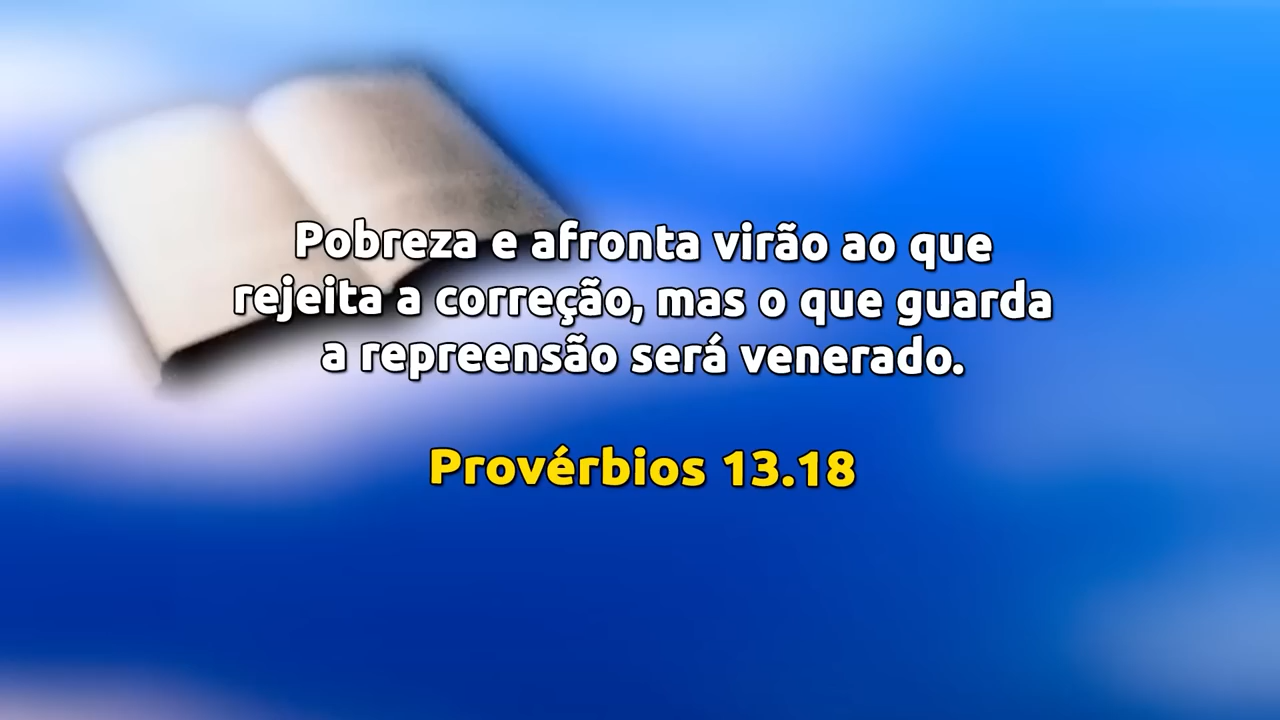 Pobreza e afronta virão ao que
rejeita a correção, mas o que guarda
a repreensão será venerado.
Provérbios 13.18